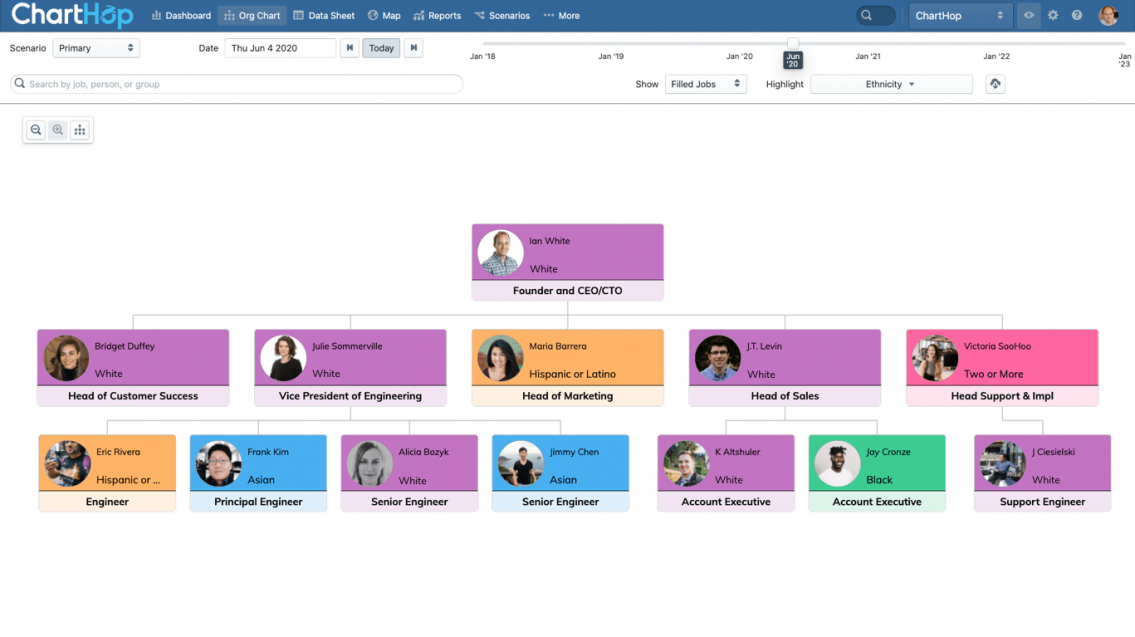 ChartHop Dashboard Org Chart Data Sheet Map Reports Scenarios More ChartHop
Scenario Primary Date Thu Jun 4 2020 Today
Jan '18 Jan '19 Jan '20 Jun '20 Jan '21 Jan '22 Jan '23
Search by job, person, or group Show Filled Jobs Highlight Ethnicity
Ian White
White
Founder and CEO/CTO
Bridget Duffey
White
Head of Customer Success
Julie Sommerville
White
Vice President of Engineering
Maria Barrera
Hispanic or Latino
Head of Marketing
J.T. Levin
White
Head of Sales
Victoria SooHoo
Two or More
Head Support & Impl
Eric Rivera
Hispanic or ...
Engineer
Frank Kim
Asian
Principal Engineer
Alicia Bozyk
White
Senior Engineer
Jimmy Chen
Asian
Senior Engineer
K Altshuler
White
Account Executive
Jay Cronze
Black
Account Executive
J Ciesielski
White
Support Engineer